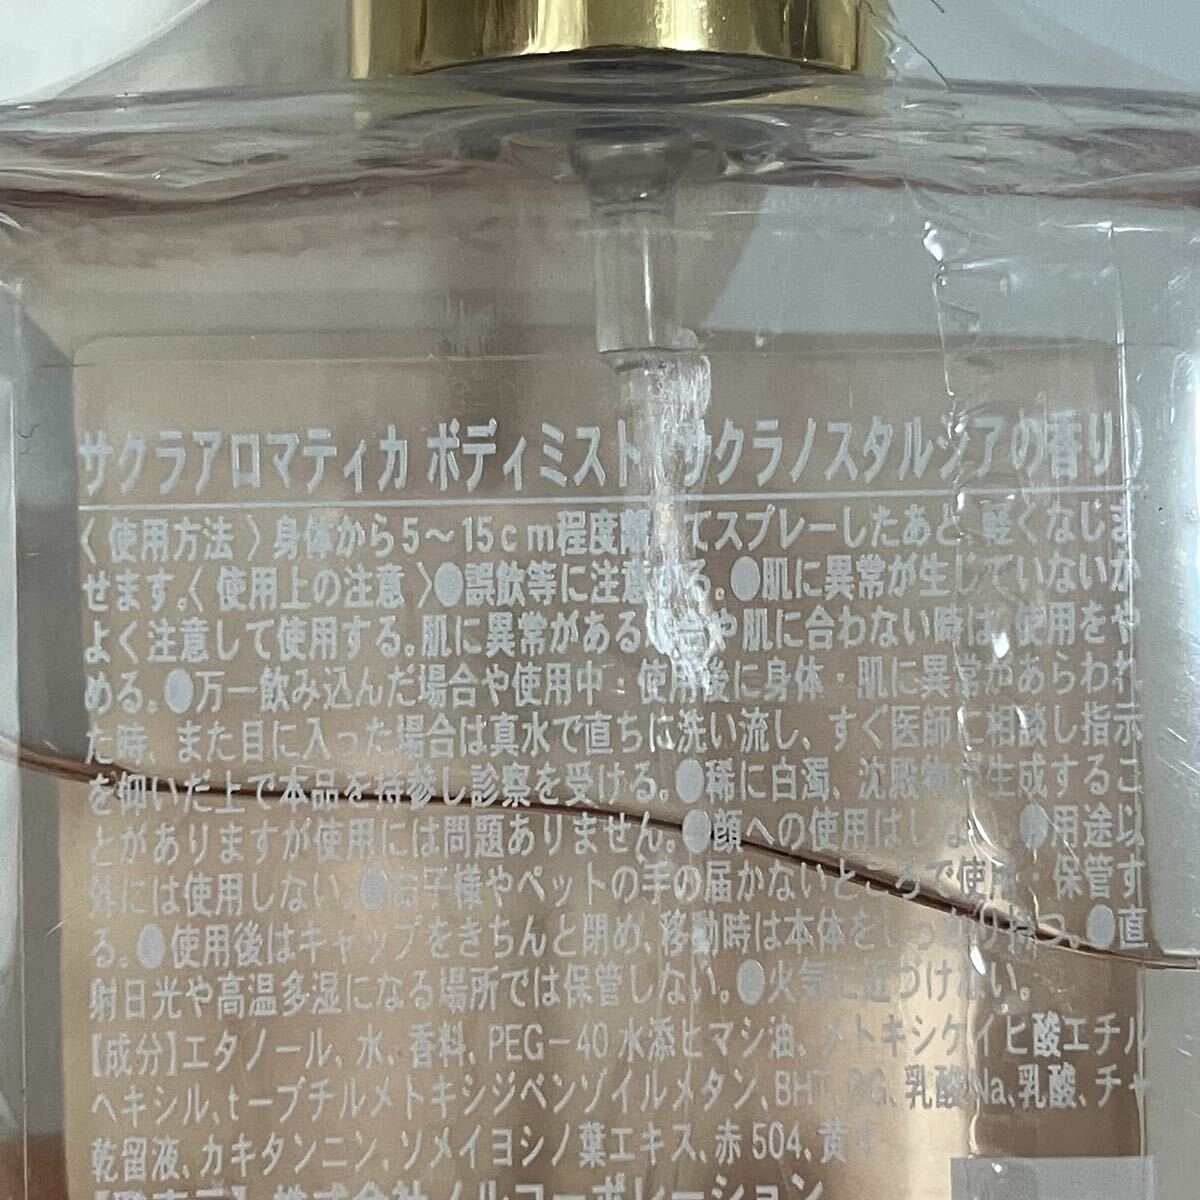 サクラアロマティカ ボディミスト サクラノスタルジアの香り
〈 使用方法 〉身体から5〜15cm程度離してスプレーしたあと、軽くなじま
せます。〈 使用上の注意 〉●誤飲等に注意する。●肌に異常が生じていないか
よく注意して使用する。肌に異常がある場合や肌に合わない時は、使用をや
める。●万一飲み込んだ場合や使用中・使用後に身体・肌に異常があらわれ
た時、また目に入った場合は真水で直ちに洗い流し、すぐ医師に相談し指示
を仰いだ上で本品を持参し診察を受ける。●稀に白濁、沈殿物が生成するこ
とがありますが使用には問題ありません。●顔への使用はしない。●用途以
外には使用しない。●お子様やペットの手の届かないところで使用・保管す
る。●使用後はキャップをきちんと閉め、移動時は本体をしっかり持つ。●直
射日光や高温多湿になる場所では保管しない。●火気に近づけない。
【成分】エタノール、水、香料、PEG-40水添ヒマシ油、メトキシケイヒ酸エチル
ヘキシル、t-ブチルメトキシジベンゾイルメタン、BHT、BG、乳酸Na、乳酸、チャ
乾留液、カキタンニン、ソメイヨシノ葉エキス、赤504、黄
株式会社ノルコーポレーション